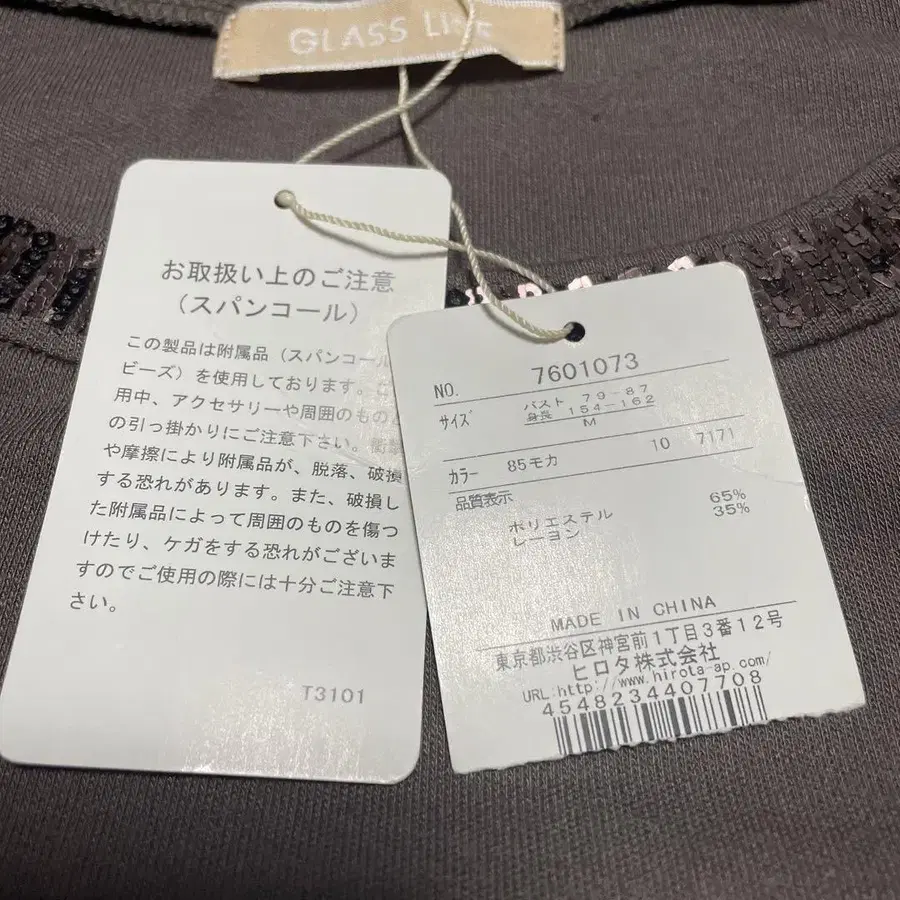 GLASS LINE
お取扱い上のご注意
（スパンコール）
この製品は附属品（スパンコール
ビーズ）を使用しております。
用中、アクセサリーや周囲のもの
の引っ掛かりにご注意下さい。衝撃
や摩擦により附属品が、脱落、破損
する恐れがあります。また、破損し
た附属品によって周囲のものを傷つ
けたり、ケガをする恐れがございま
すのでご使用の際には十分ご注意下
さい。
T3101
NO. 7601073
サイズ バスト 79-87
身長 154-162
M
カラー 85モカ 10 7171
品質表示
ポリエステル 65%
レーヨン 35%
MADE IN CHINA
東京都渋谷区神宮前1丁目3番12号
ヒロタ株式会社
URL:http://www.hirota-ap.com/
4548234407708